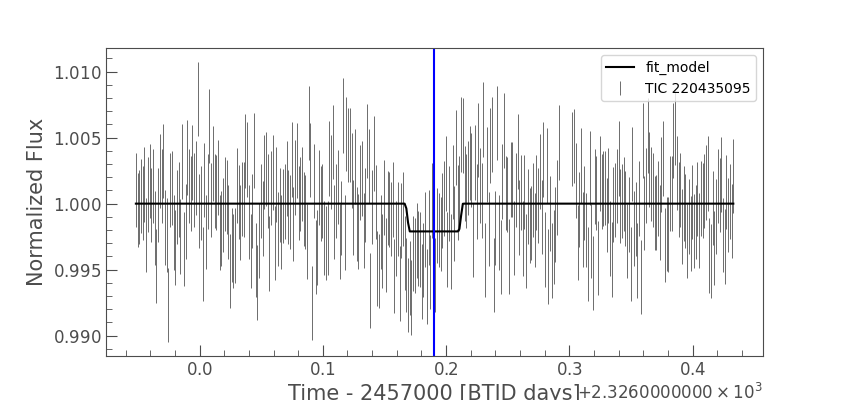 1.010
1.005
1.000
0.995
0.990
Normalized Flux
fit_model
TIC 220435095
0.0 0.1 0.2 0.3 0.4
Time - 2457000 [BTJD days]
+2.3260000000 × 10³